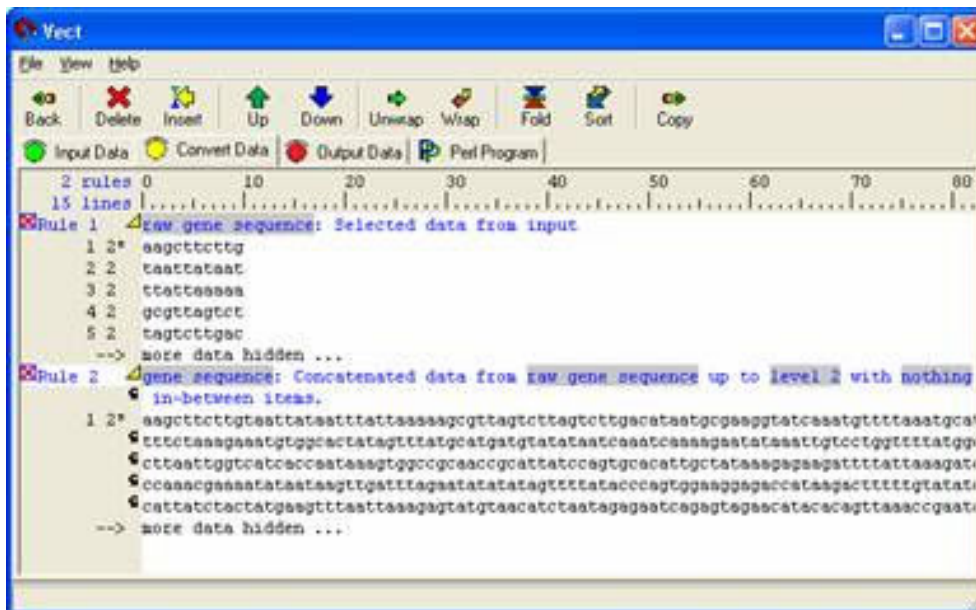 Vect
File View Help
Back Delete Insert Up Down Unwrap Wrap Fold Sort Copy
Input Data Convert Data Output Data Perl Program
2 rules 0 10 20 30 40 50 60 70 80
15 lines
Rule 1 raw gene sequence: Selected data from input
1 2* aagcttcttg
2 2 taattataat
3 2 ttattaaaaa
4 2 gcgttagtct
5 2 tagtcttgac
--> more data hidden ...
Rule 2 gene sequence: Concatenated data from raw gene sequence up to level 2 with nothing
in-between items.
1 2* aagcttcttgtaattataatttattaaaaagcgttagtcttagtcttgacataatgcgaaggtatcaaatgttttaaatgca
--> more data hidden ...